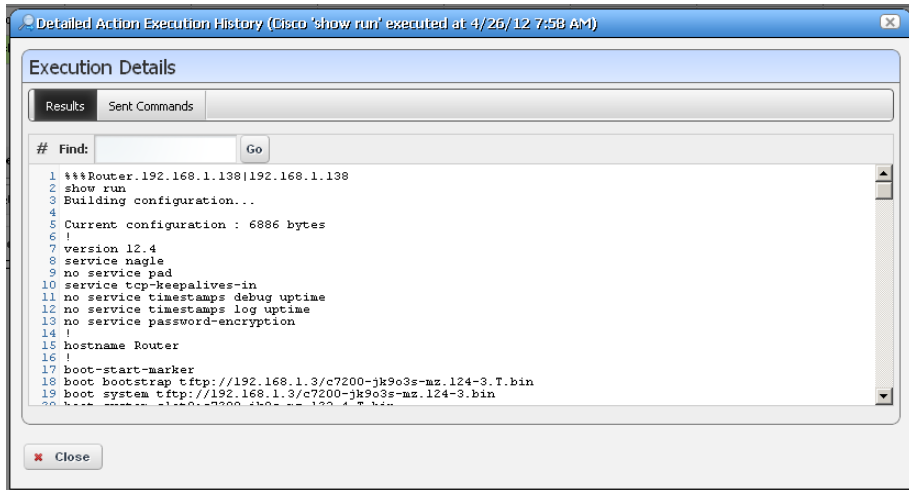 Detailed Action Execution History (Cisco 'show run' executed at 4/26/12 7:58 AM)
Execution Details
Results Sent Commands
# Find: Go
1 %%%Router.192.168.1.138|192.168.1.138
2 show run
3 Building configuration...
4
5 Current configuration : 6886 bytes
6 !
7 version 12.4
8 service nagle
9 no service pad
10 service tcp-keepalives-in
11 no service timestamps debug uptime
12 no service timestamps log uptime
13 no service password-encryption
14 !
15 hostname Router
16 !
17 boot-start-marker
18 boot bootstrap tftp://192.168.1.3/c7200-jk9o3s-mz.124-3.T.bin
19 boot system tftp://192.168.1.3/c7200-jk9o3s-mz.124-3.bin
Close